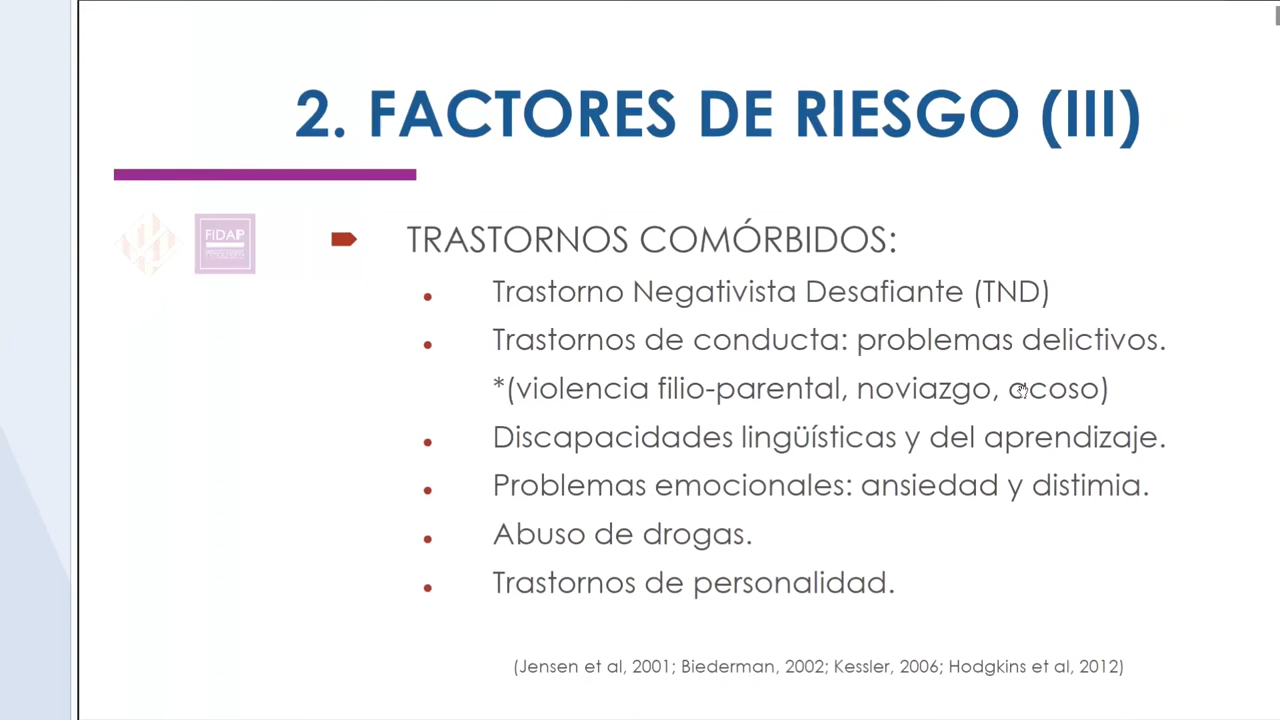 2. FACTORES DE RIESGO (III)
FIDAP
TRASTORNOS COMÓRBIDOS:
Trastorno Negativista Desafiante (TND)
Trastornos de conducta: problemas delictivos.
*(violencia filio-parental, noviazgo, acoso)
Discapacidades lingüísticas y del aprendizaje.
Problemas emocionales: ansiedad y distimia.
Abuso de drogas.
Trastornos de personalidad.
(Jensen et al, 2001; Biederman, 2002; Kessler, 2006; Hodgkins et al, 2012)